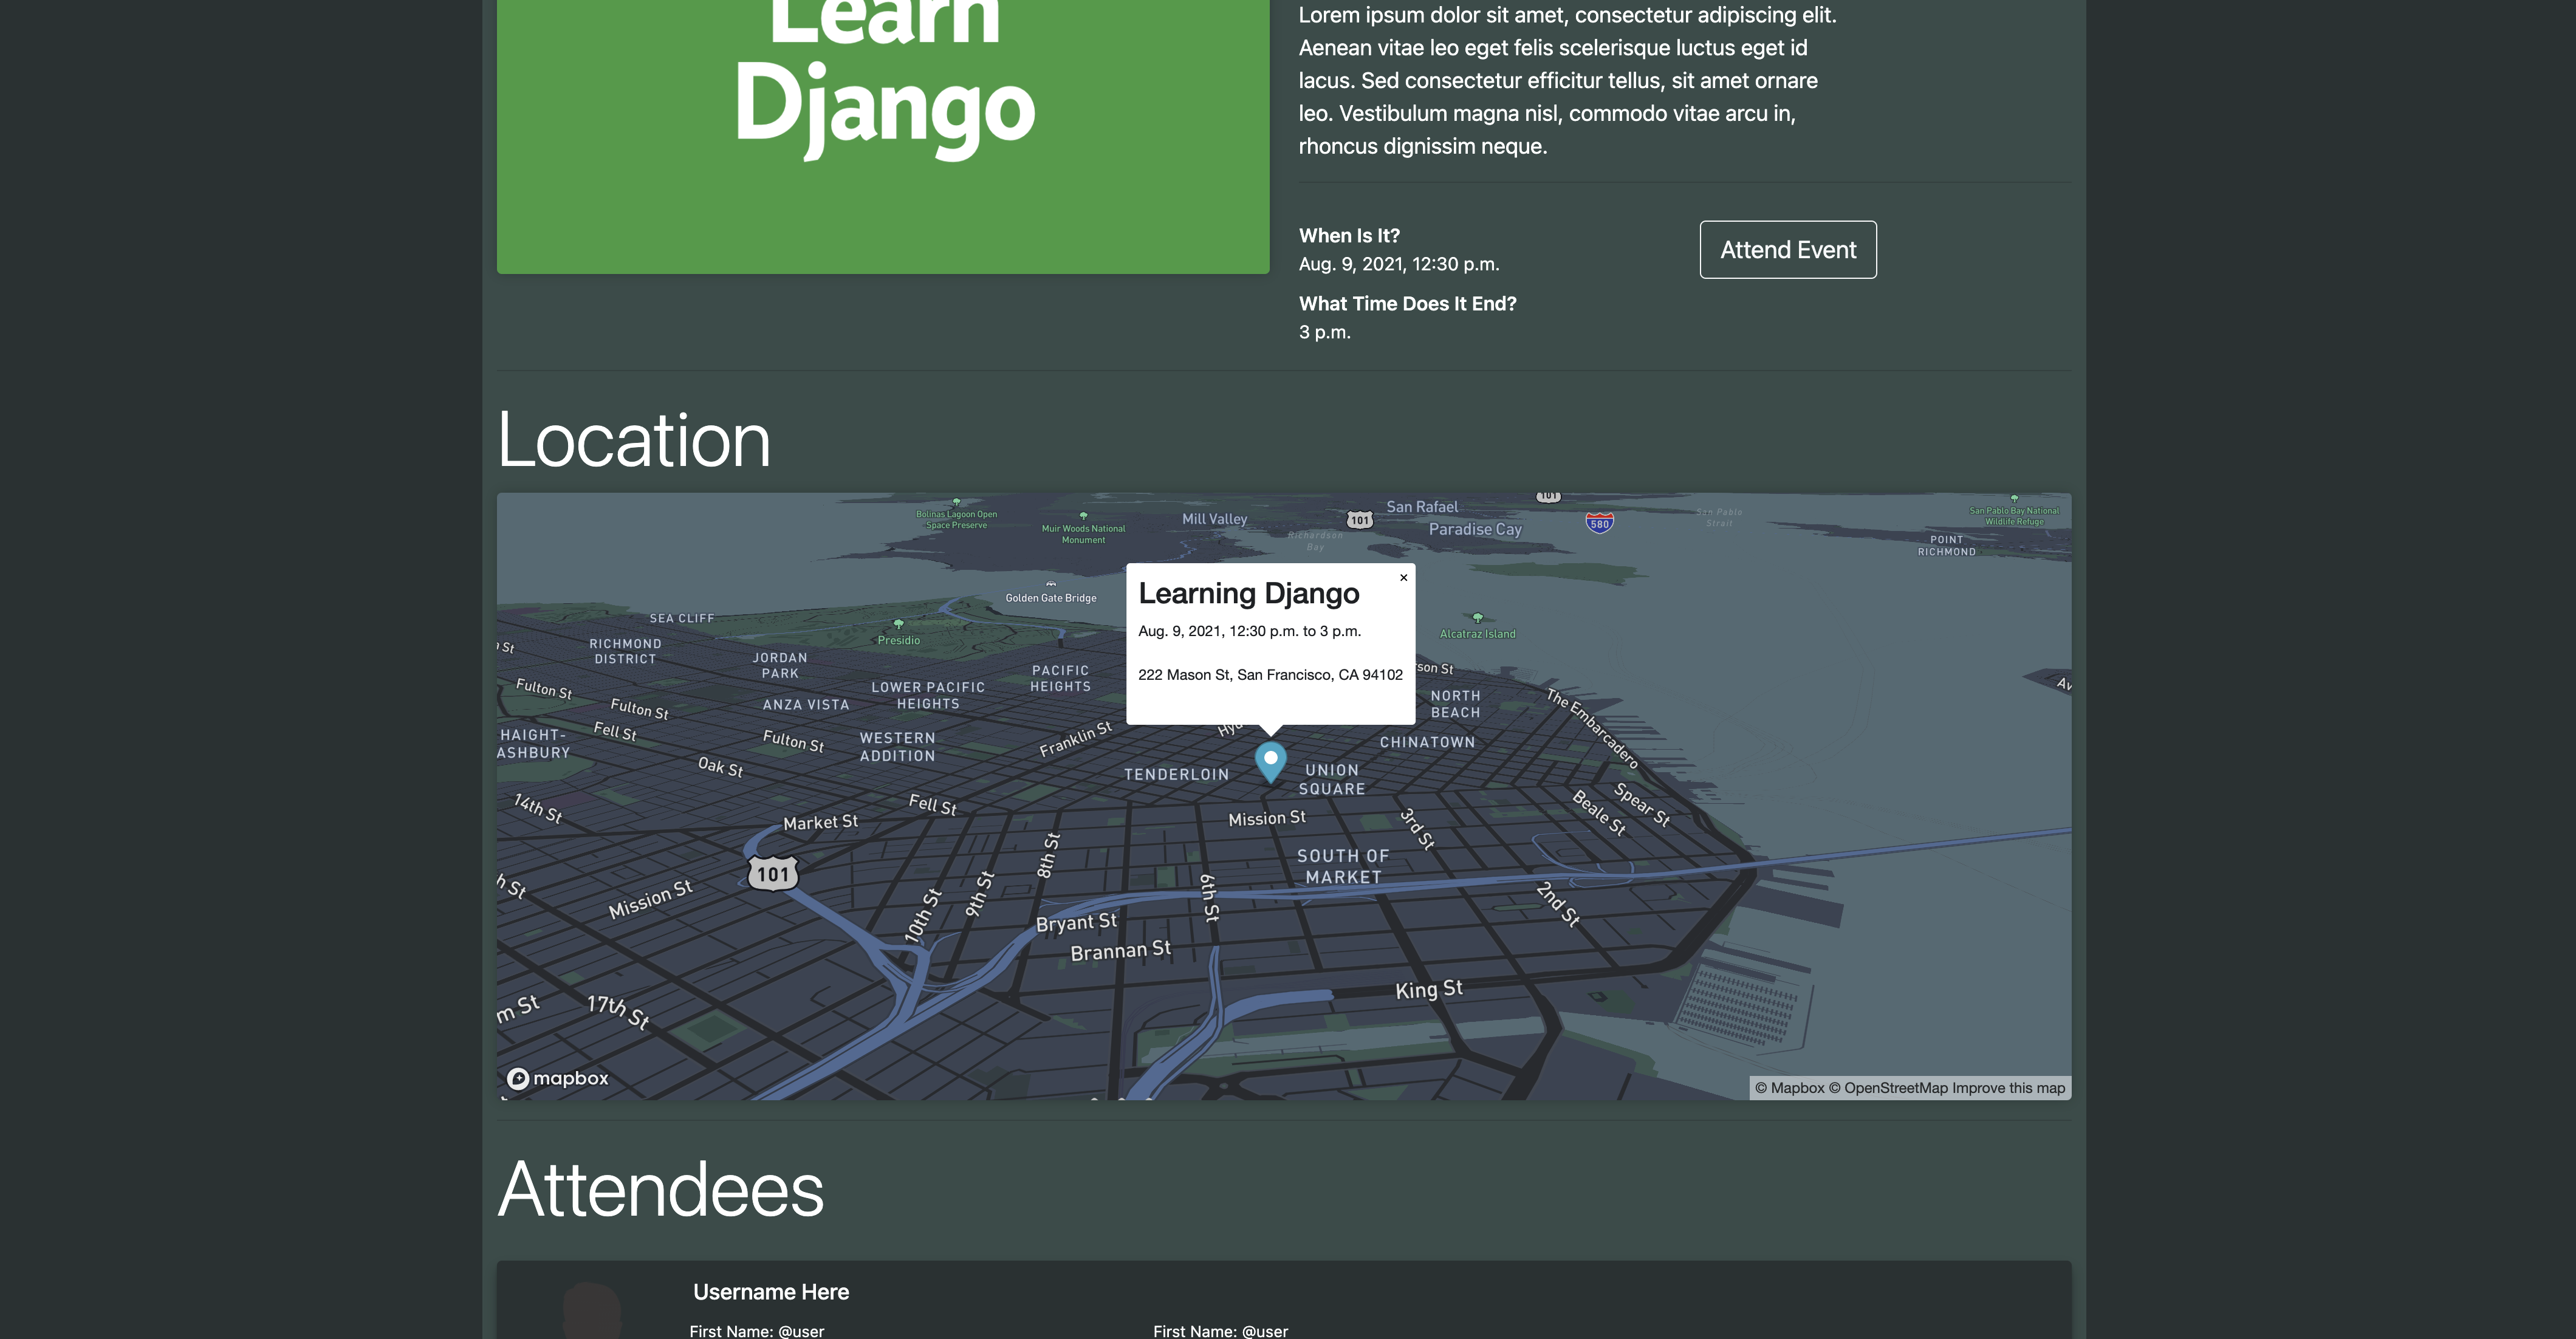 Learn
Django
Lorem ipsum dolor sit amet, consectetur adipiscing elit.
Aenean vitae leo eget felis scelerisque luctus eget id
lacus. Sed consectetur efficitur tellus, sit amet ornare
leo. Vestibulum magna nisl, commodo vitae arcu in,
rhoncus dignissim neque.
When Is It?
Aug. 9, 2021, 12:30 p.m.
Attend Event
What Time Does It End?
3 p.m.
Location
Bolinas Lagoon Open
Space Preserve
Muir Woods National
Monument
Mill Valley
101
San Rafael
Paradise Cay
Richardson
Bay
101
580
San Pablo
Strait
San Pablo Bay National
Wildlife Refuge
POINT
RICHMOND
Golden Gate Bridge
SEA CLIFF
Presidio
RICHMOND
DISTRICT
JORDAN
PARK
PACIFIC
HEIGHTS
LOWER PACIFIC
HEIGHTS
ANZA VISTA
Learning Django
×
Aug. 9, 2021, 12:30 p.m. to 3 p.m.
222 Mason St, San Francisco, CA 94102
Alcatraz Island
son St
NORTH
BEACH
The Embarcadero
St
Fulton St
Fulton St
Fell St
Fulton St
HAIGHT-
ASHBURY
WESTERN
ADDITION
Franklin St
Hyd
CHINATOWN
Oak St
TENDERLOIN
UNION
SQUARE
14th St
Fell St
Market St
Mission St
3rd St
Beale St
Spear St
101
8th St
SOUTH OF
MARKET
h St
Mission St
10th St
9th St
6th St
2nd St
Bryant St
Brannan St
King St
m St
17th St
mapbox
© Mapbox © OpenStreetMap Improve this map
Attendees
Username Here
First Name: @user
First Name: @user